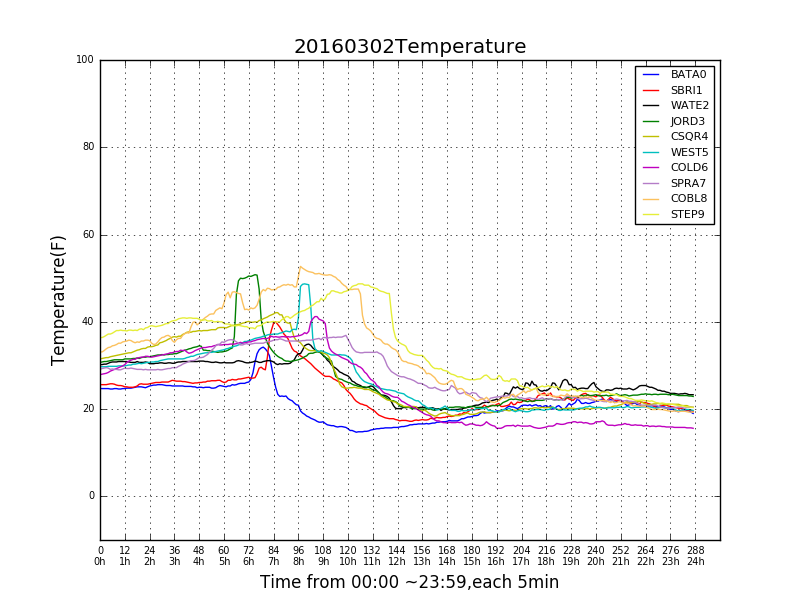 20160302Temperature
100
80
60
40
20
0
Temperature(F)
BATA0
SBRI1
WATE2
JORD3
CSQR4
WEST5
COLD6
SPRA7
COBL8
STEP9
0 12 24 36 48 60 72 84 96 108 120 132 144 156 168 180 192 204 216 228 240 252 264 276 288
0h 1h 2h 3h 4h 5h 6h 7h 8h 9h 10h 11h 12h 13h 14h 15h 16h 17h 18h 19h 20h 21h 22h 23h 24h
Time from 00:00 ~23:59,each 5min